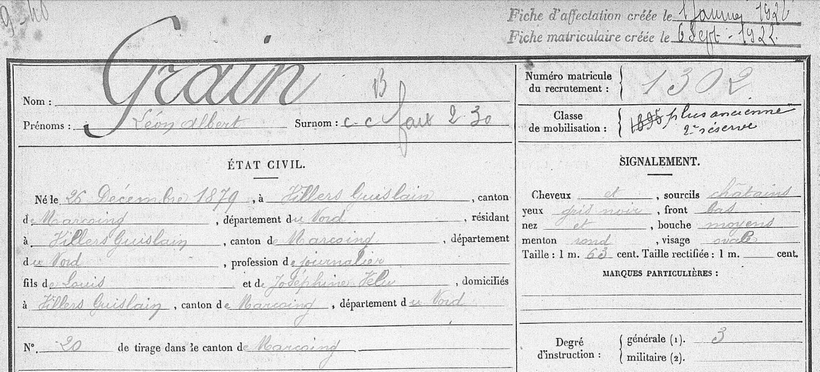 9-40
Fiche d'affectation créée le 1 Janvier 192
Fiche matriculaire créée le 6 Sept - 1922
Nom : Grain B
Prénoms : Léon Albert Surnom : c-c faux 2-30
ÉTAT CIVIL.
Né le 26 Décembre 1879, à Villers Guislain, canton
de Marcoing, département du Nord, résidant
à Villers Guislain, canton de Marcoing, département
du Nord, profession de journalier
fils de Louis et de Joséphine Velu, domiciliés
à Villers Guislain, canton de Marcoing, département du Nord
N° 20 de tirage dans le canton de Marcoing
Numéro matricule
du recrutement : 1302
Classe
de mobilisation : 1895 plus ancienne
2e réserve
SIGNALEMENT.
Cheveux et, sourcils châtains
yeux gris noir, front bas
nez et, bouche moyens
menton rond, visage ovale
Taille : 1 m. 63 cent. Taille rectifiée : 1 m. cent.
MARQUES PARTICULIÈRES :
Degré
d'instruction : générale (1). 3
militaire (2).